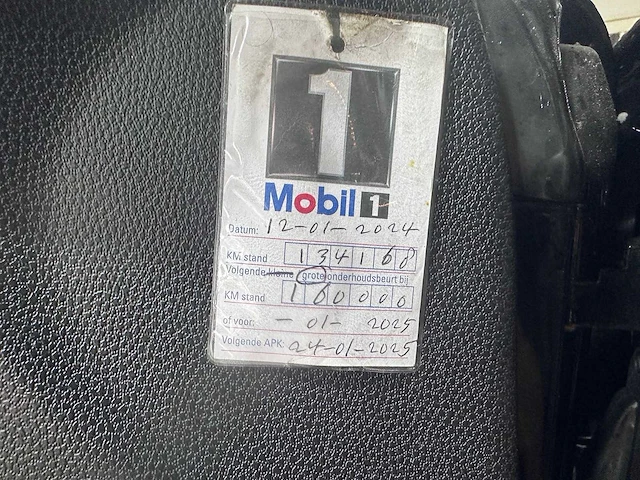 1
Mobil 1
Datum: 12-01-2024
KM stand 134168
Volgende kleine grote onderhoudsbeurt bij
KM stand 160000
of voor: - 01- 2025
Volgende APK: 24-01-2025